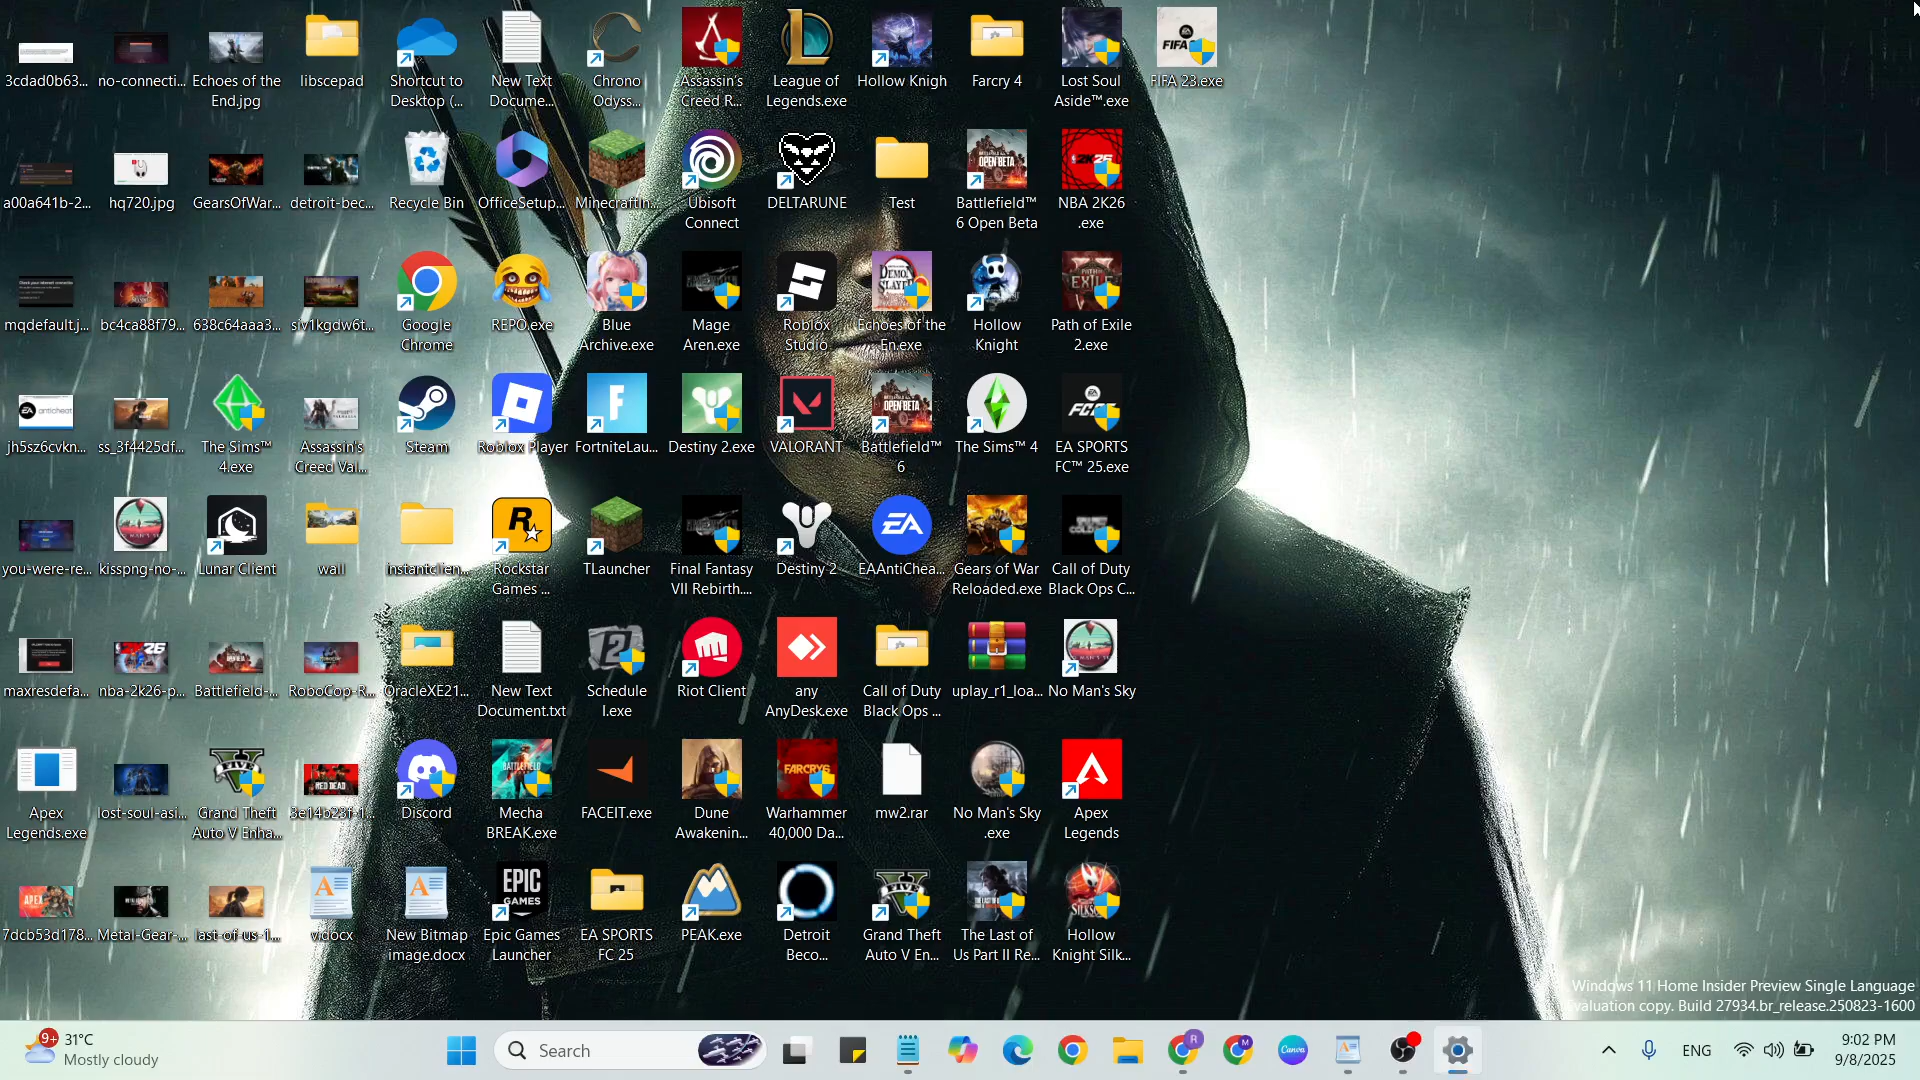 3cdad0b63...
no-connecti...
Echoes of the
End.jpg
libscepad
Shortcut to
Desktop (...
New Text
Docume...
Chrono
Odyss...
Assassin's
Creed R...
League of
Legends.exe
Hollow Knigh
Farcry 4
Lost Soul
Aside™.exe
FIFA 23.exe
a00a641b-2...
hq720.jpg
GearsOfWar...
detroit-bec...
Recycle Bin
OfficeSetup...
MinecraftIn...
Ubisoft
Connect
DELTARUNE
Test
Battlefield™
6 Open Beta
NBA 2K26
.exe
mqdefault.j...
bc4ca88f79...
638c64aaa3...
siv1kgdw6t...
Google
Chrome
REPO.exe
Blue
Archive.exe
Mage
Aren.exe
Roblox
Studio
Echoes of the
En.exe
Hollow
Knight
Path of Exile
2.exe
jh5sz6cvkn...
ss_3f4425df...
The Sims™
4.exe
Assassin's
Creed Val...
Steam
Roblox Player
FortniteLau...
Destiny 2.exe
VALORANT
Battlefield™
6
The Sims™ 4
EA SPORTS
FC™ 25.exe
you-were-re...
kisspng-no-...
Lunar Client
wall
instantclien...
Rockstar
Games ...
TLauncher
Final Fantasy
VII Rebirth....
Destiny 2
EAAntiChea...
Gears of War
Reloaded.exe
Call of Duty
Black Ops C...
maxresdefa...
nba-2k26-p...
Battlefield-...
RoboCop-R...
OracleXE21...
New Text
Document.txt
Schedule
I.exe
Riot Client
any
AnyDesk.exe
Call of Duty
Black Ops ...
uplay_r1_loa...
No Man's Sky
Apex
Legends.exe
lost-soul-asi...
Grand Theft
Auto V Enha...
3e14b23f-1...
Discord
Mecha
BREAK.exe
FACEIT.exe
Dune
Awakenin...
Warhammer
40,000 Da...
mw2.rar
No Man's Sky
.exe
Apex
Legends
7dcb53d178...
Metal-Gear-...
last-of-us-1...
vidocx
New Bitmap
image.docx
Epic Games
Launcher
EA SPORTS
FC 25
PEAK.exe
Detroit
Beco...
Grand Theft
Auto V En...
The Last of
Us Part II Re...
Hollow
Knight Silk...
Windows 11 Home Insider Preview Single Language
Evaluation copy. Build 27934.br_release.250823-1600
9+
31°C
Mostly cloudy
Search
ENG
9:02 PM
9/8/2025